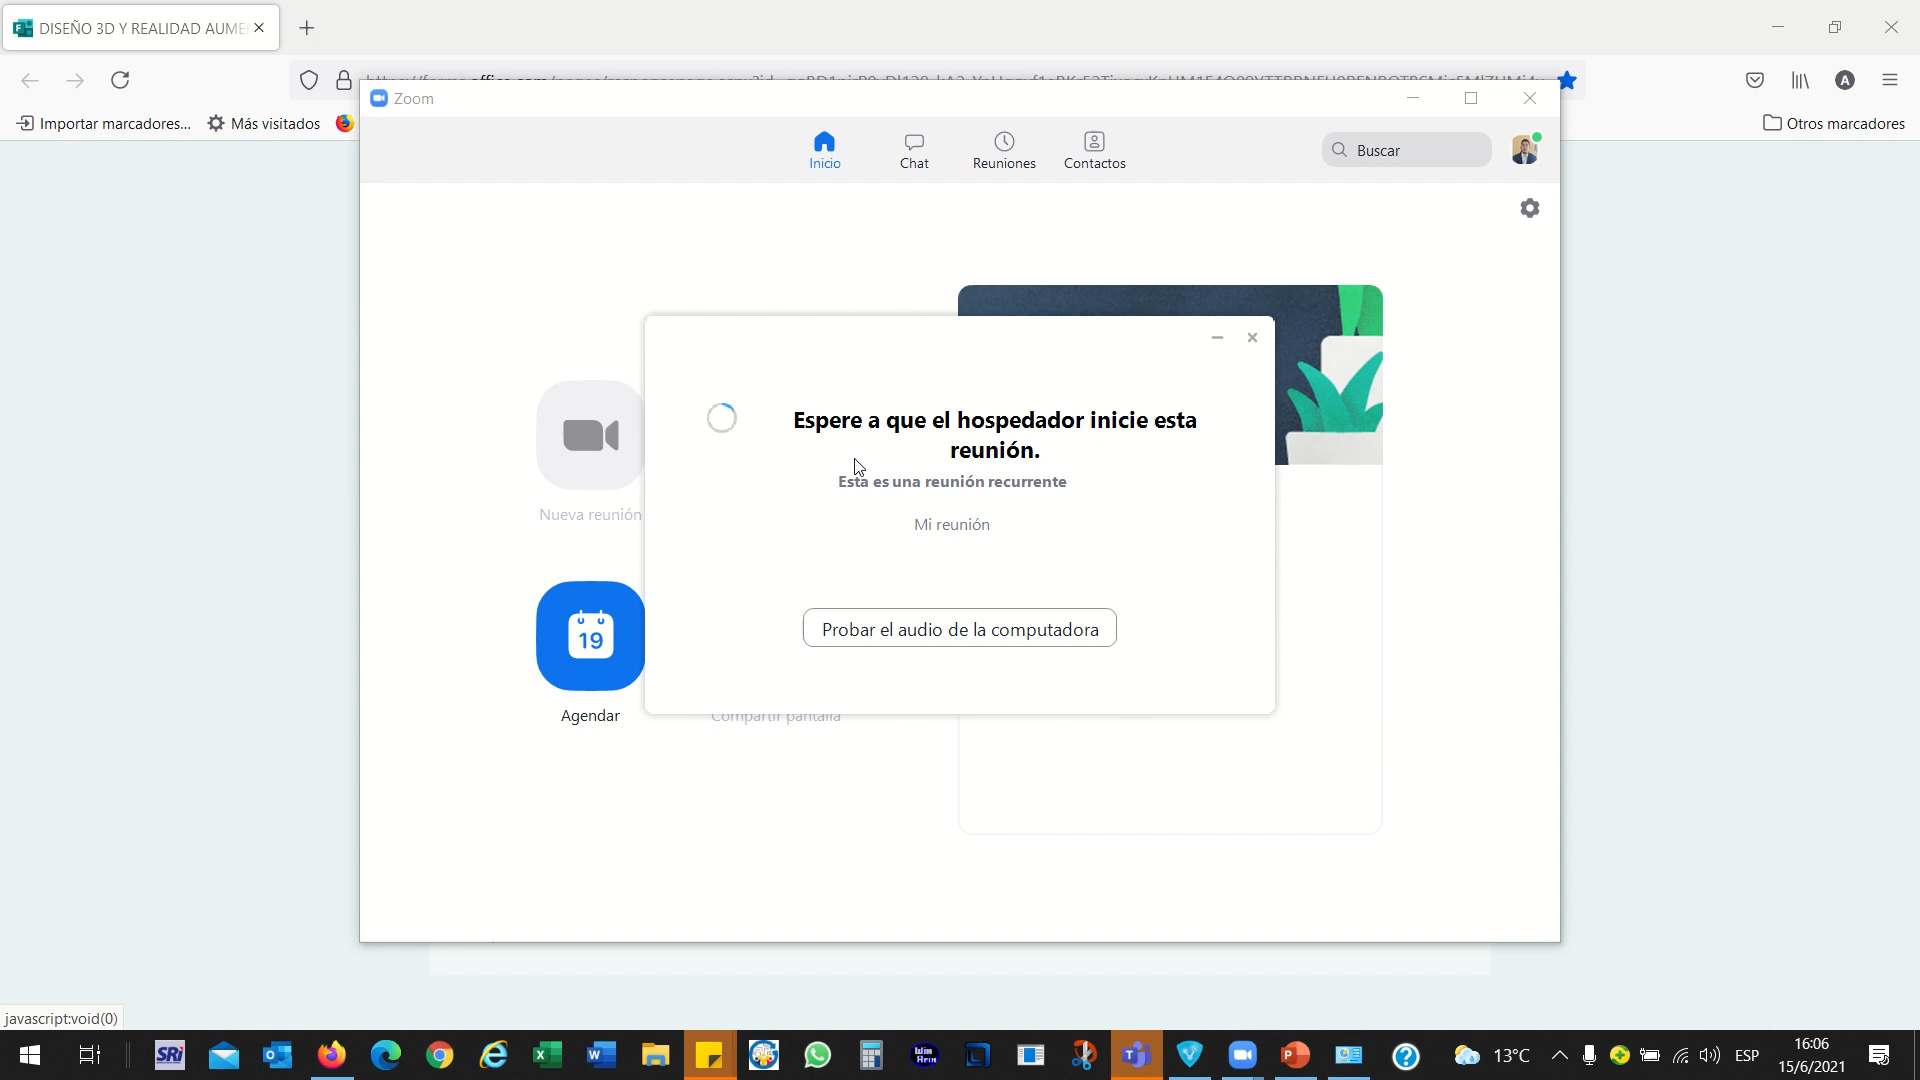 DISEÑO 3D Y REALIDAD AUME
Importar marcadores...
Más visitados
Otros marcadores
Zoom
Inicio
Chat
Reuniones
Contactos
Buscar
Espere a que el hospedador inicie esta
reunión.
Esta es una reunión recurrente
Mi reunión
Probar el audio de la computadora
Nueva reunión
19
Agendar
Compartir pantalla
javascript:void(0)
SRi
13°C
ESP
16:06
15/6/2021